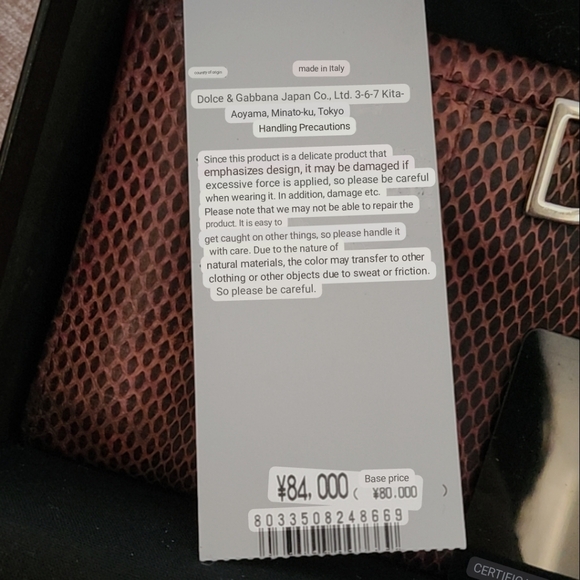 made in Italy
Dolce & Gabbana Japan Co., Ltd. 3-6-7 Kita-
Aoyama, Minato-ku, Tokyo
Handling Precautions
Since this product is a delicate product that
emphasizes design, it may be damaged if
excessive force is applied, so please be careful
when wearing it. In addition, damage etc.
Please note that we may not be able to repair the
product. It is easy to
get caught on other things, so please handle it
with care. Due to the nature of
natural materials, the color may transfer to other
clothing or other objects due to sweat or friction.
So please be careful.
¥84,000 ( Base price ¥80.000 )
8033508248669